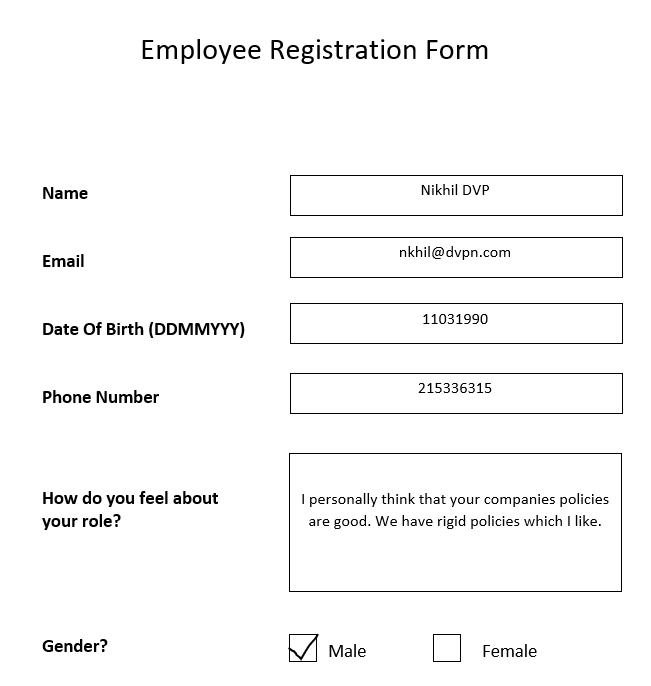 Employee Registration Form
Name
Nikhil DVP
Email
nkhil@dvpn.com
Date Of Birth (DDMMYYY)
11031990
Phone Number
215336315
How do you feel about
your role?
I personally think that your companies policies
are good. We have rigid policies which I like.
Gender?
Male
Female